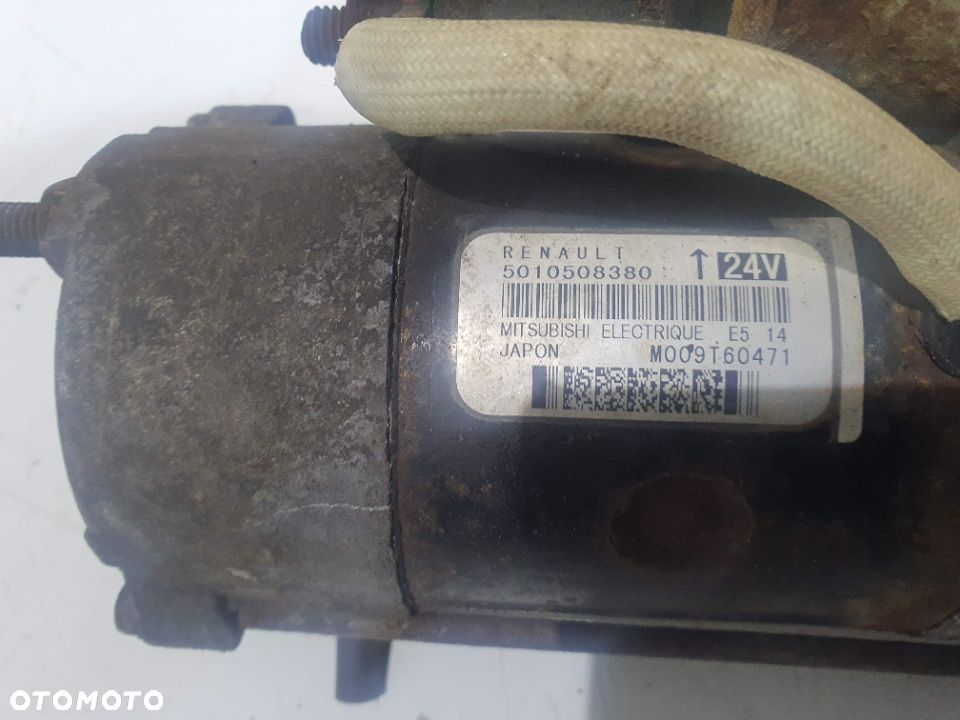 RENAULT
5010508380 ↑ 24V
MITSUBISHI ELECTRIQUE E5 14
JAPON M009T60471
OTOMOTO